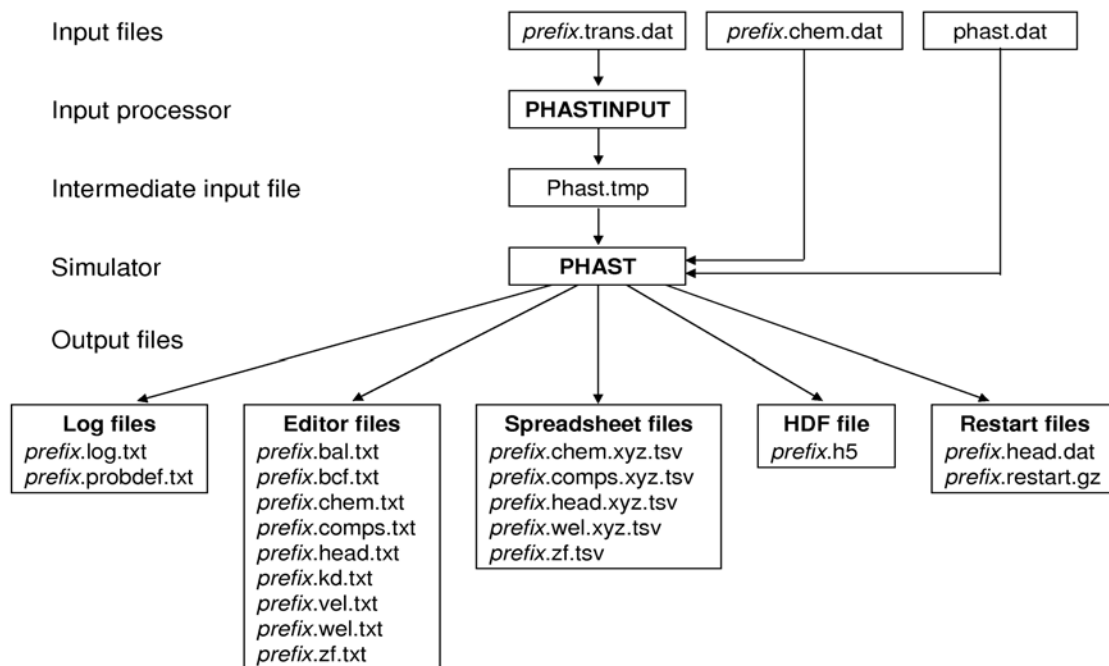 Input files
prefix.trans.dat
prefix.chem.dat
phast.dat
Input processor
PHASTINPUT
Intermediate input file
Phast.tmp
Simulator
PHAST
Output files
Log files
prefix.log.txt
prefix.probdef.txt
Editor files
prefix.bal.txt
prefix.bcf.txt
prefix.chem.txt
prefix.comps.txt
prefix.head.txt
prefix.kd.txt
prefix.vel.txt
prefix.wel.txt
prefix.zf.txt
Spreadsheet files
prefix.chem.xyz.tsv
prefix.comps.xyz.tsv
prefix.head.xyz.tsv
prefix.wel.xyz.tsv
prefix.zf.tsv
HDF file
prefix.h5
Restart files
prefix.head.dat
prefix.restart.gz